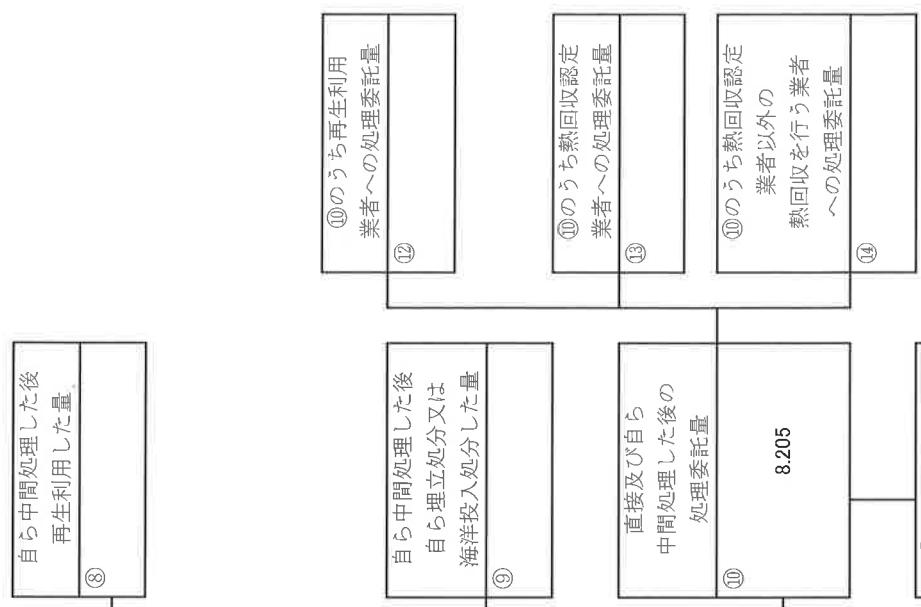 自ら中間処理した後
再生利用した量
⑧
自ら中間処理した後
自ら埋立処分又は
海洋投入処分した量
⑨
直接及び自ら
中間処理した後の
処理委託量
⑩
8.205
⑩のうち再生利用
業者への処理委託量
⑫
⑩のうち熱回収認定
業者への処理委託量
⑬
⑩のうち熱回収認定
業者以外の
熱回収を行う業者
への処理委託量
⑭